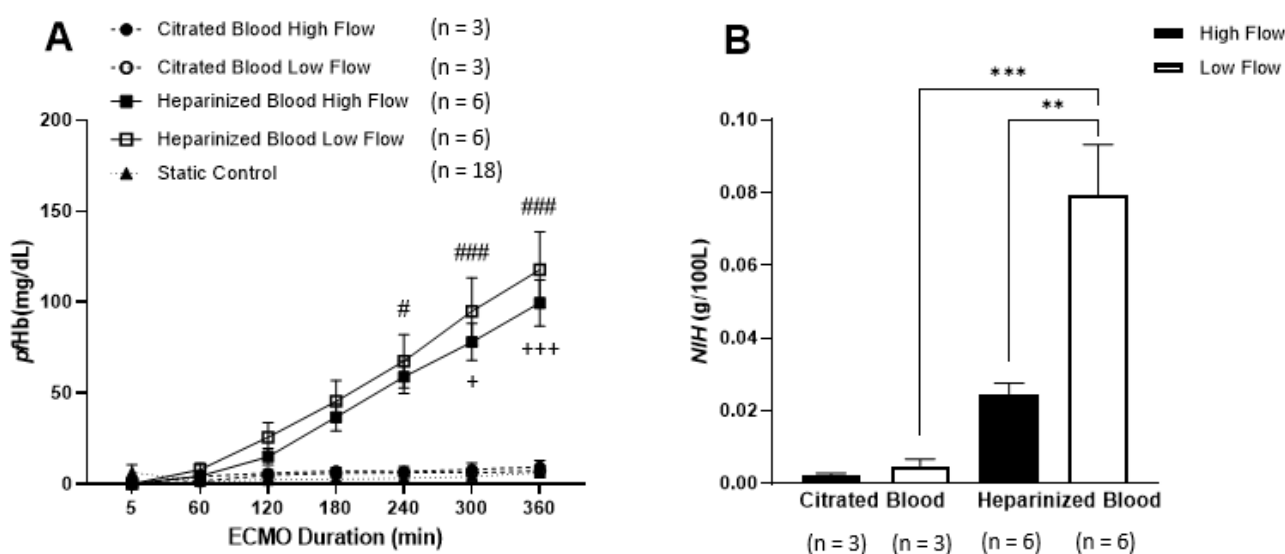 A
Citrated Blood High Flow (n = 3)
Citrated Blood Low Flow (n = 3)
Heparinized Blood High Flow (n = 6)
Heparinized Blood Low Flow (n = 6)
Static Control (n = 18)
200
150
100
50
0
pfHb(mg/dL)
###
###
#
+++
+
5 60 120 180 240 300 360
ECMO Duration (min)
B
High Flow
Low Flow
***
**
0.10
0.08
0.06
0.04
0.02
0.00
NIH (g/100L)
Citrated Blood Heparinized Blood
(n = 3) (n = 3) (n = 6) (n = 6)